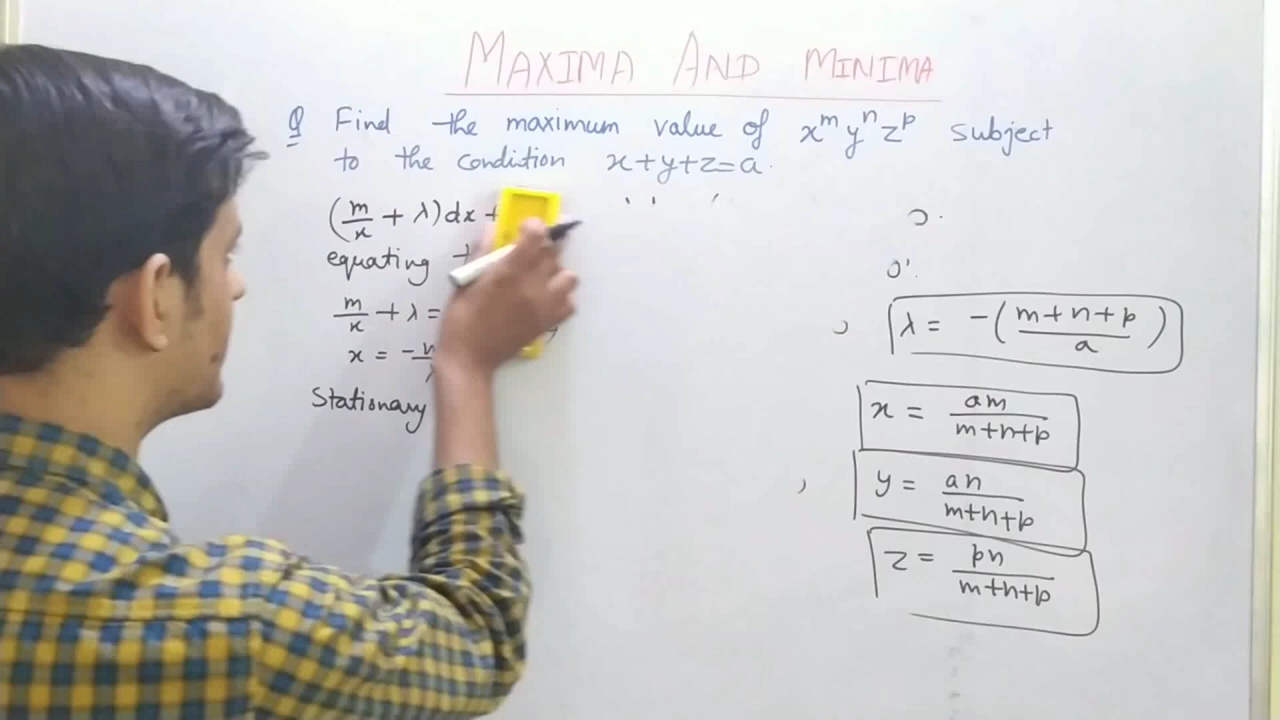 MAXIMA AND MINIMA
Q Find the maximum value of x^m y^n z^p subject
to the condition x+y+z=a.
(m/x + λ)dx +
equating
m/x + λ =
x = -
Stationary
λ = -(m+n+p/a)
x = am/m+n+p
y = an/m+n+p
z = pn/m+n+p